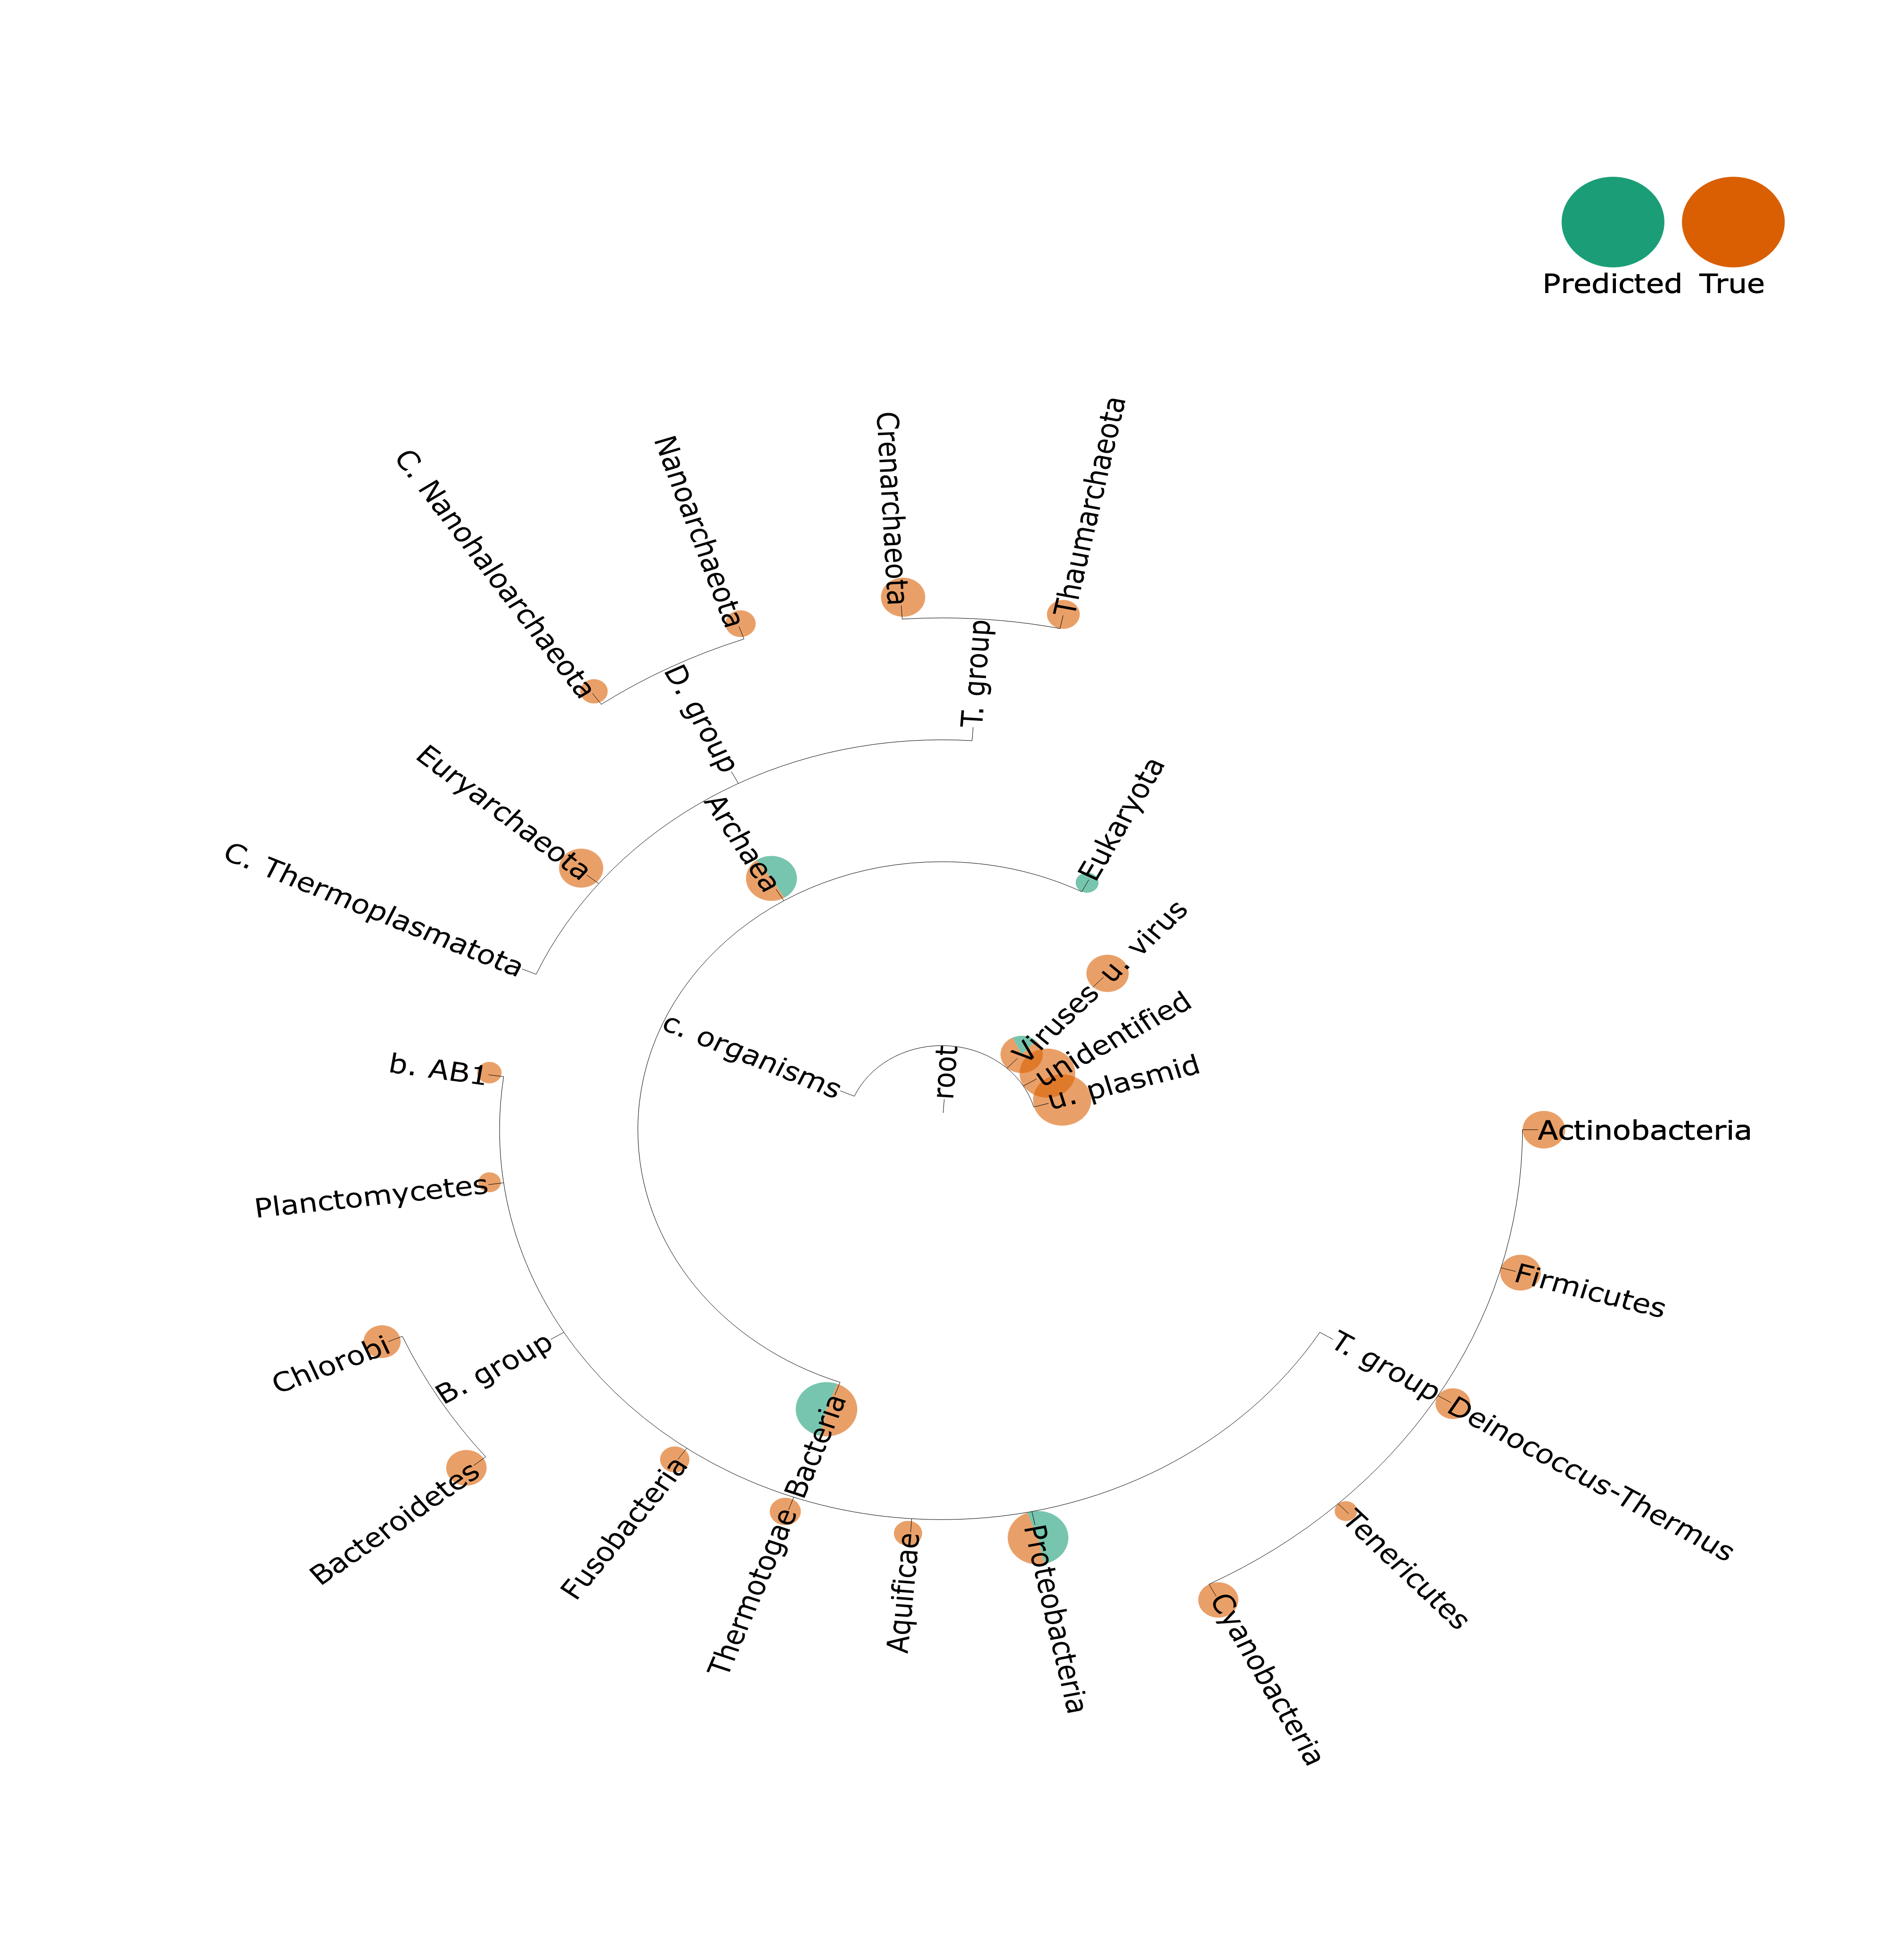 Predicted True
Thaumarchaeota
Crenarchaeota
Nanoarchaeota
C. Nanohaloarchaeota
T. group
D. group
Euryarchaeota
C. Thermoplasmatota
Archaea
Eukaryota
u. virus
Viruses
unidentified
u. plasmid
c. organisms
root
b. AB1
Planctomycetes
Chlorobi
B. group
Bacteroidetes
Fusobacteria
Bacteria
Thermotogae
Aquificae
Proteobacteria
Actinobacteria
Firmicutes
T. group
Deinococcus-Thermus
Tenericutes
Cyanobacteria